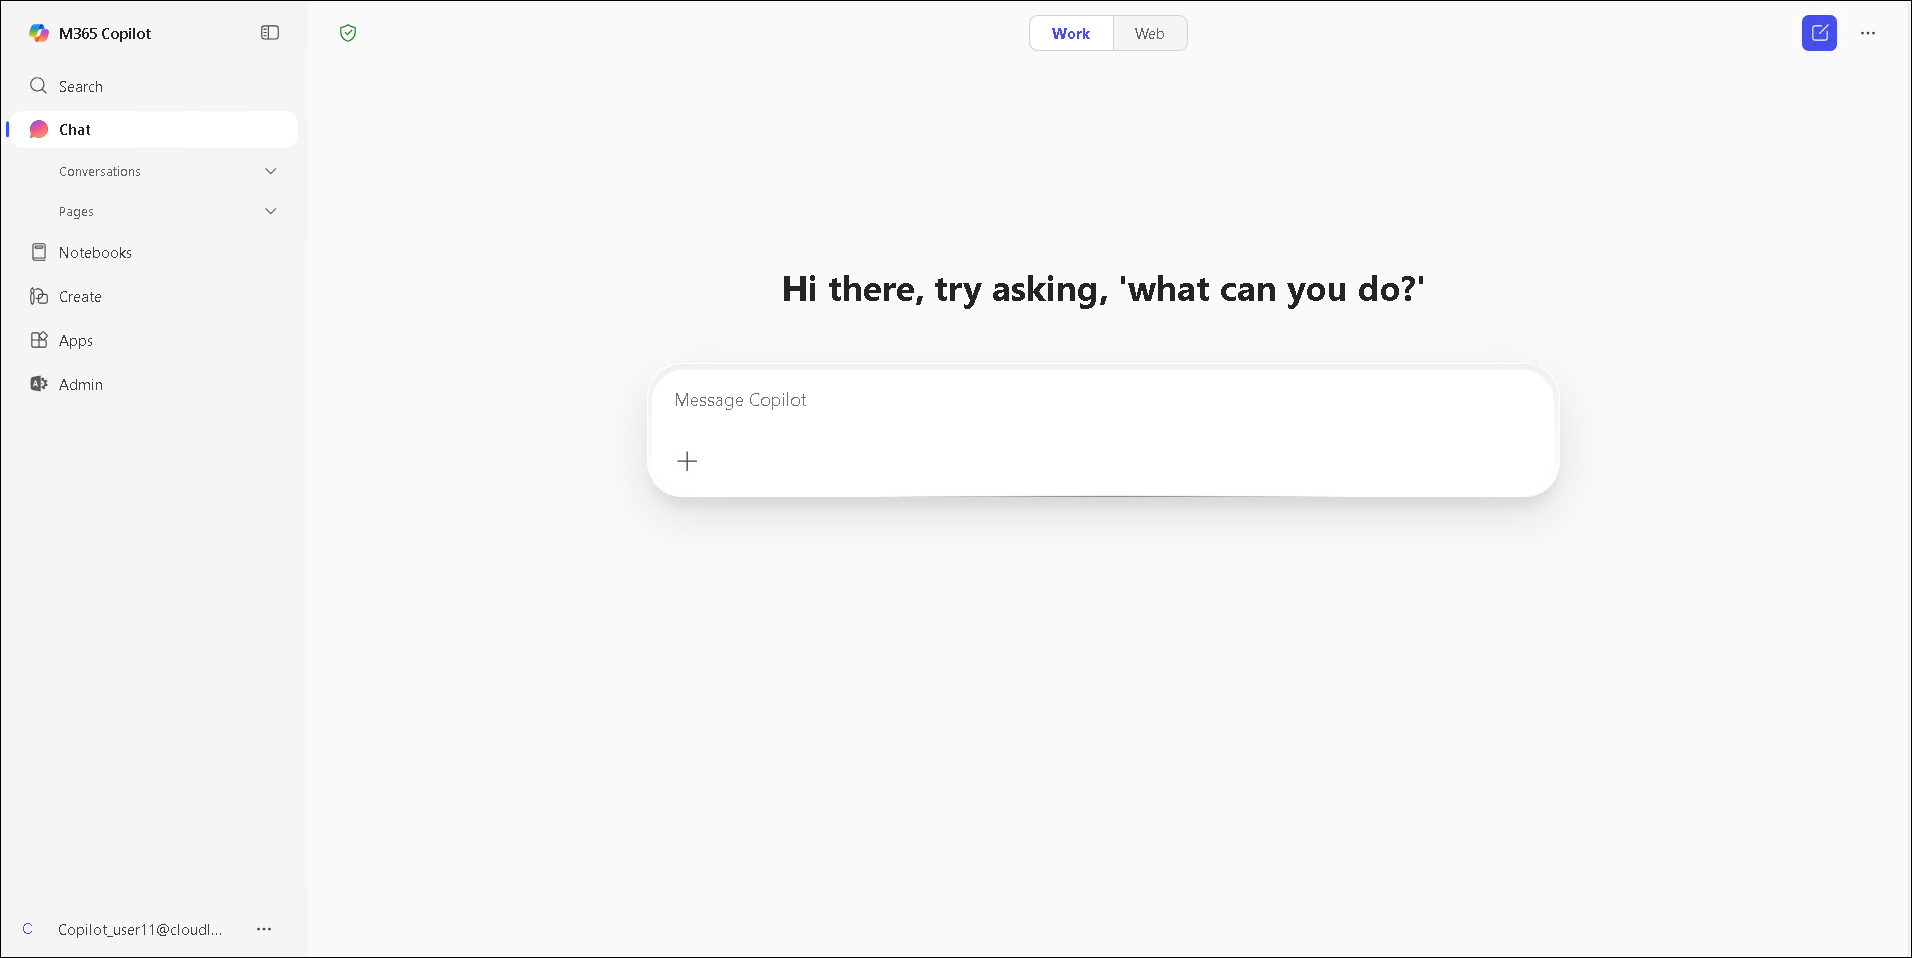 M365 Copilot
Search
Chat
Conversations
Pages
Notebooks
Create
Apps
Admin
Copilot_user11@cloudl...
Work
Web
Hi there, try asking, 'what can you do?'
Message Copilot
C